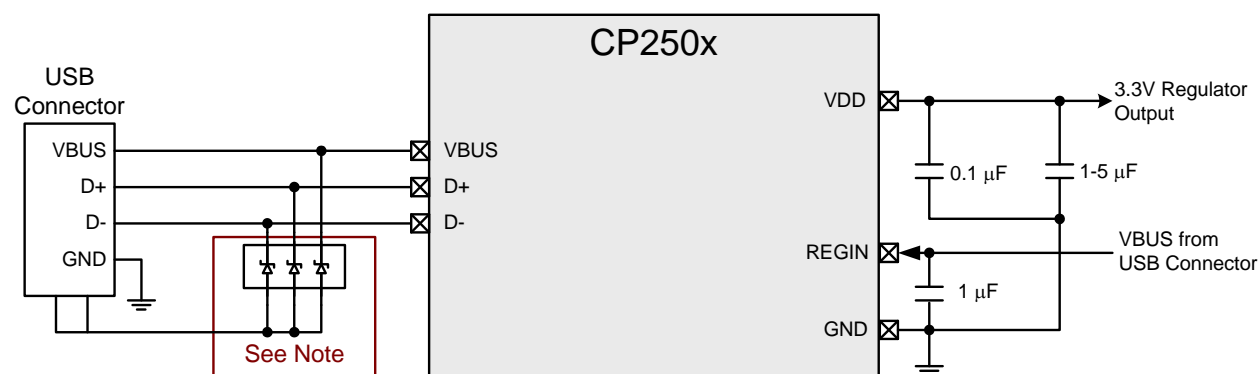 CP250x
USB
Connector
VBUS
D+
D-
GND
See Note
VBUS
D+
D-
VDD
REGIN
GND
3.3V Regulator
Output
0.1 μF
1-5 μF
VBUS from
USB Connector
1 μF